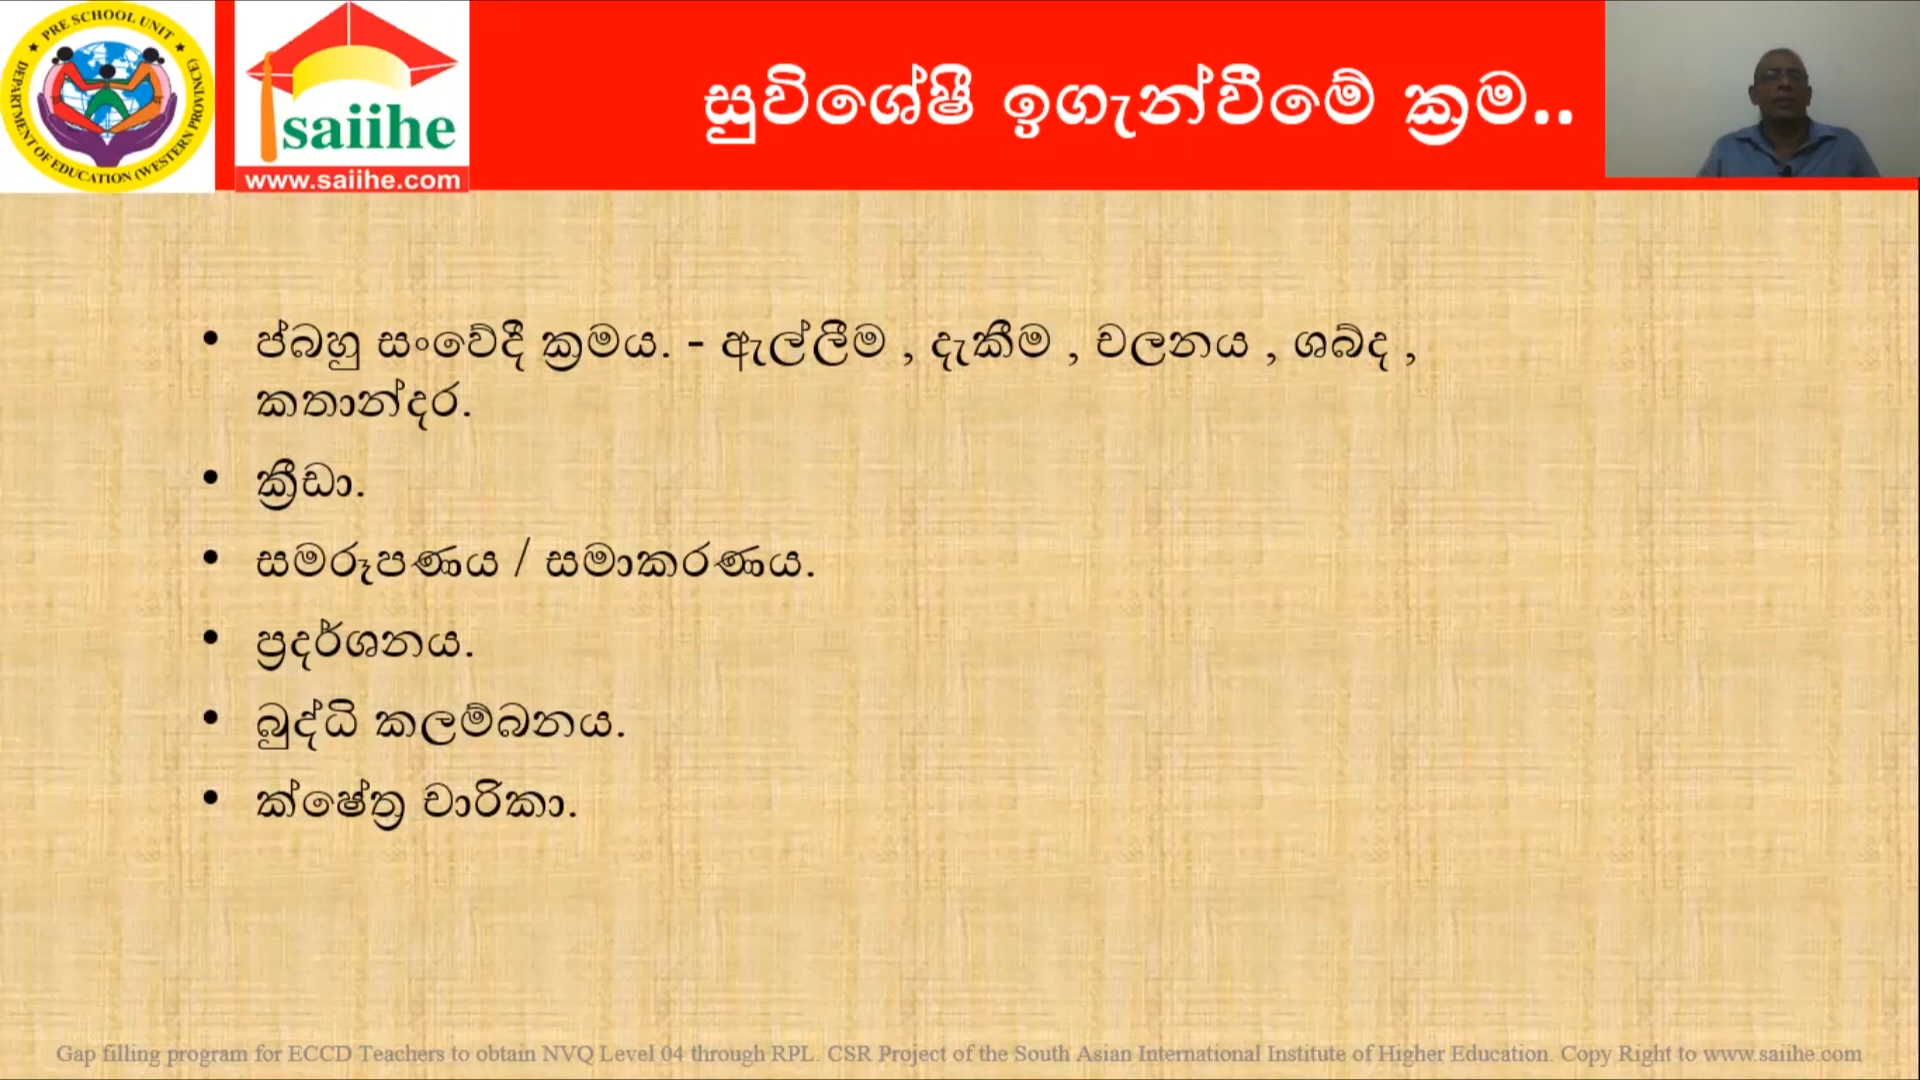 PRE SCHOOL UNIT
DEPARTMENT OF EDUCATION (WESTERN PROVINCE)
saiihe
www.saiihe.com
සුවිශේෂී ඉගැන්වීමේ ක්‍රම..
• ප්බහු සංවේදී ක්‍රමය. - ඇල්ලීම , දැකීම , චලනය , ශබ්ද ,
කතාන්දර.
• ක්‍රීඩා.
• සමරූපණය / සමාකරණය.
• ප්‍රදර්ශනය.
• බුද්ධි කලම්බනය.
• ක්ෂේත්‍ර චාරිකා.
Gap filling program for ECCD Teachers to obtain NVQ Level 04 through RPL. CSR Project of the South Asian International Institute of Higher Education. Copy Right to www.saiihe.com